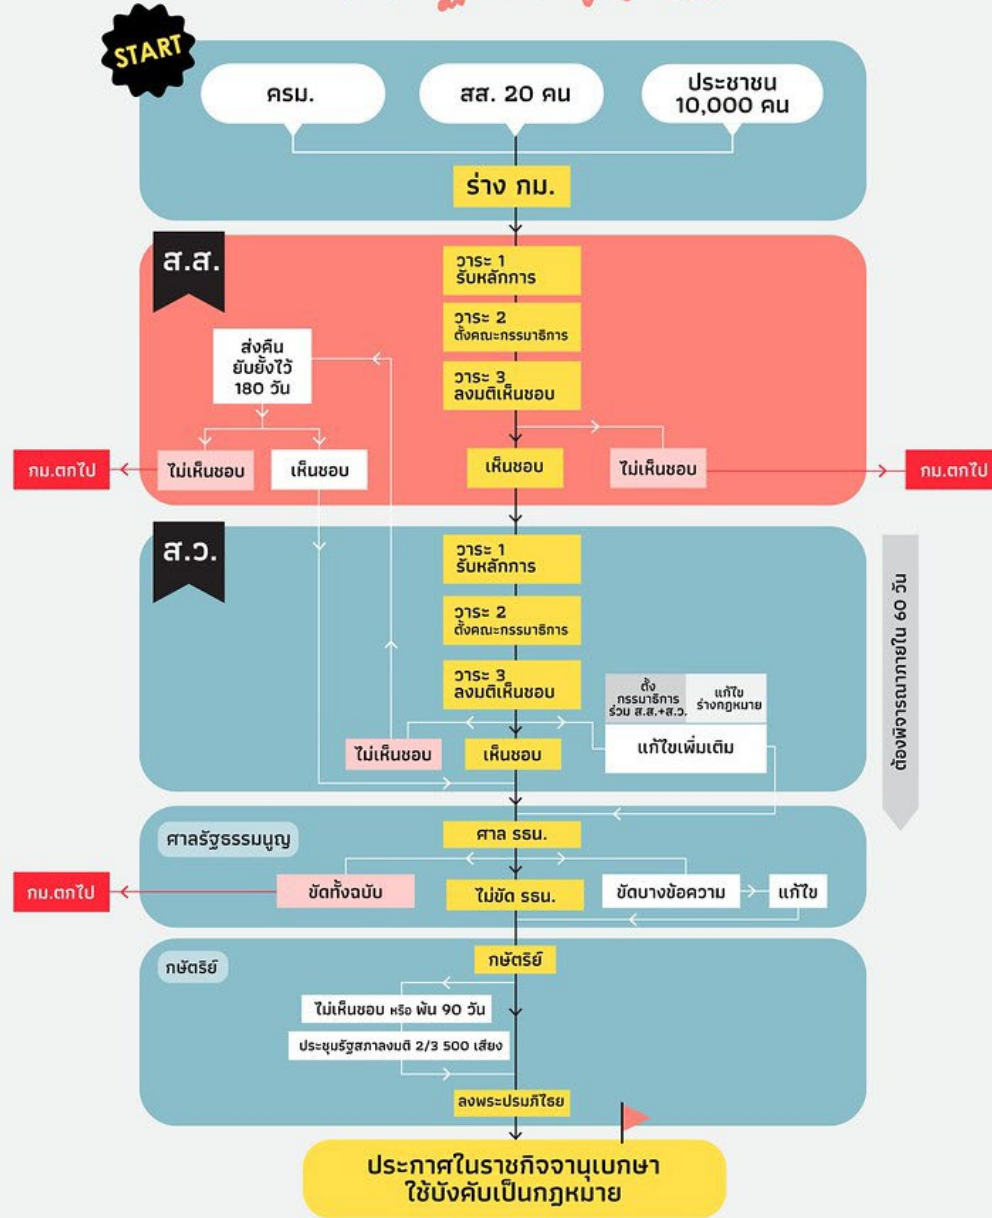 START
ครม.
สส. 20 คน
ประชาชน
10,000 คน
ร่าง กม.
ส.ส.
วาระ 1
รับหลักการ
วาระ 2
ตั้งคณะกรรมาธิการ
วาระ 3
ลงมติเห็นชอบ
ส่งคืน
ยับยั้งไว้
180 วัน
กม.ตกไป
ไม่เห็นชอบ
เห็นชอบ
เห็นชอบ
ไม่เห็นชอบ
กม.ตกไป
ส.ว.
วาระ 1
รับหลักการ
วาระ 2
ตั้งคณะกรรมาธิการ
วาระ 3
ลงมติเห็นชอบ
ตั้ง
กรรมาธิการ
ร่วม ส.ส.+ส.ว.
แก้ไข
ร่างกฎหมาย
ไม่เห็นชอบ
เห็นชอบ
แก้ไขเพิ่มเติม
ต้องพิจารณาภายใน 60 วัน
ศาลรัฐธรรมนูญ
ศาล รธน.
กม.ตกไป
ขัดทั้งฉบับ
ไม่ขัด รธน.
ขัดบางข้อความ
แก้ไข
กษัตริย์
กษัตริย์
ไม่เห็นชอบ หรือ พ้น 90 วัน
ประชุมรัฐสภาลงมติ 2/3 500 เสียง
ลงพระปรมภิไธย
ประกาศในราชกิจจานุเบกษา
ใช้บังคับเป็นกฎหมาย